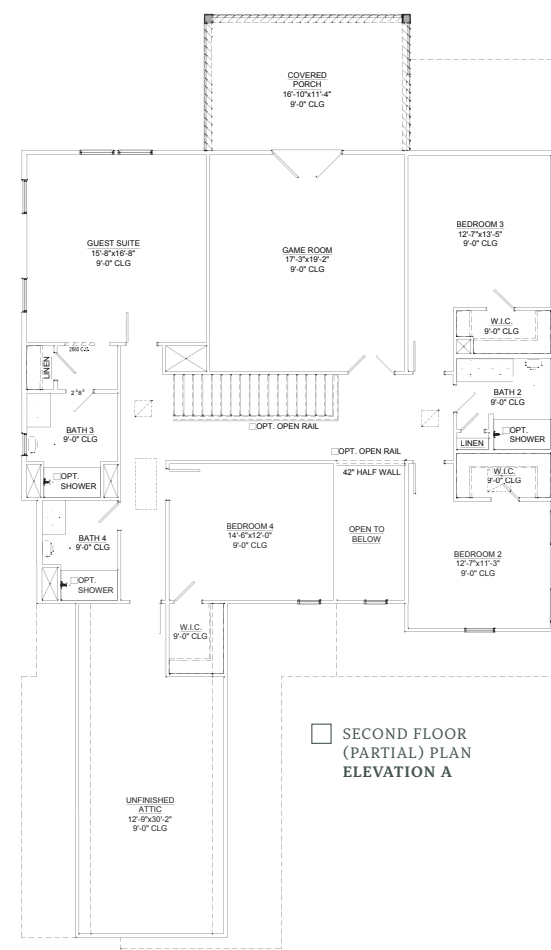 COVERED
PORCH
16'-10"x11'-4"
9'-0" CLG
GUEST SUITE
15'-8"x16'-8"
9'-0" CLG
GAME ROOM
17'-3"x19'-2"
9'-0" CLG
BEDROOM 3
12'-7"x13'-5"
9'-0" CLG
W.I.C.
9'-0" CLG
LINEN
2'8"
BATH 3
9'-0" CLG
OPT.
SHOWER
OPT. OPEN RAIL
BATH 2
9'-0" CLG
OPT.
SHOWER
LINEN
OPT. OPEN RAIL
42" HALF WALL
W.I.C.
9'-0" CLG
BATH 4
9'-0" CLG
OPT.
SHOWER
BEDROOM 4
14'-6"x12'-0"
9'-0" CLG
OPEN TO
BELOW
BEDROOM 2
12'-7"x11'-3"
9'-0" CLG
W.I.C.
9'-0" CLG
SECOND FLOOR
(PARTIAL) PLAN
ELEVATION A
UNFINISHED
ATTIC
12'-9"x30'-2"
9'-0" CLG